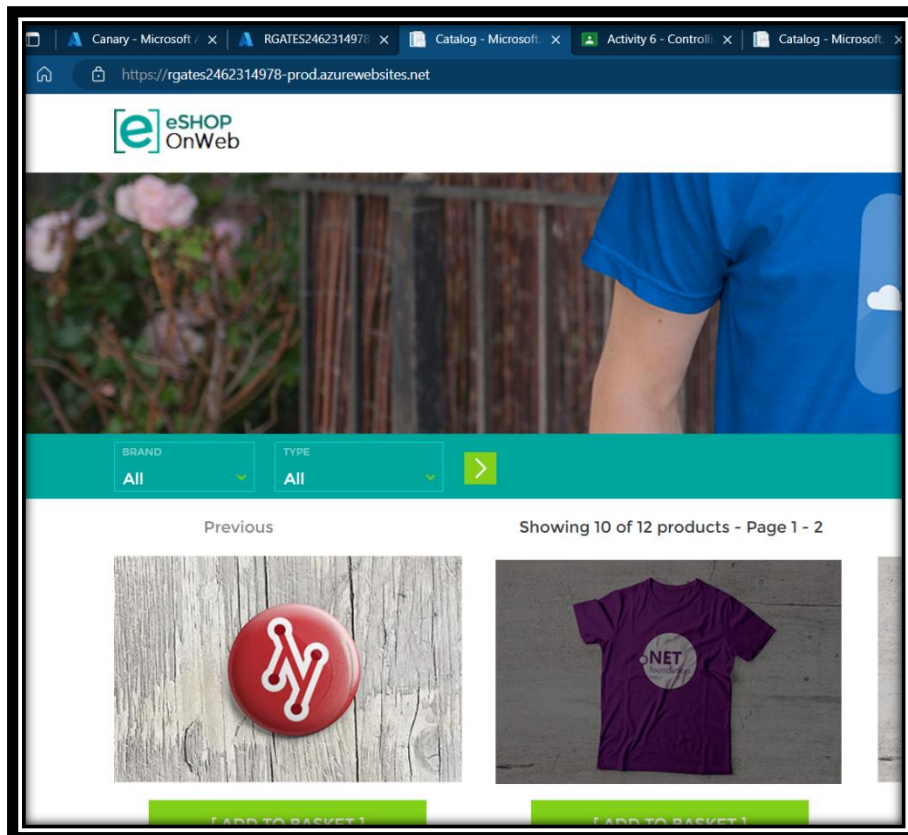 Canary - Microsoft A
RGATES2462314978
Catalog - Microsoft.
Activity 6 - Controlli
Catalog - Microsoft.
https://rgates2462314978-prod.azurewebsites.net
e eSHOP
OnWeb
BRAND
All
TYPE
All
Previous
Showing 10 of 12 products - Page 1 - 2
.NET
foundation
[ ADD TO BASKET ]
[ ADD TO BASKET ]